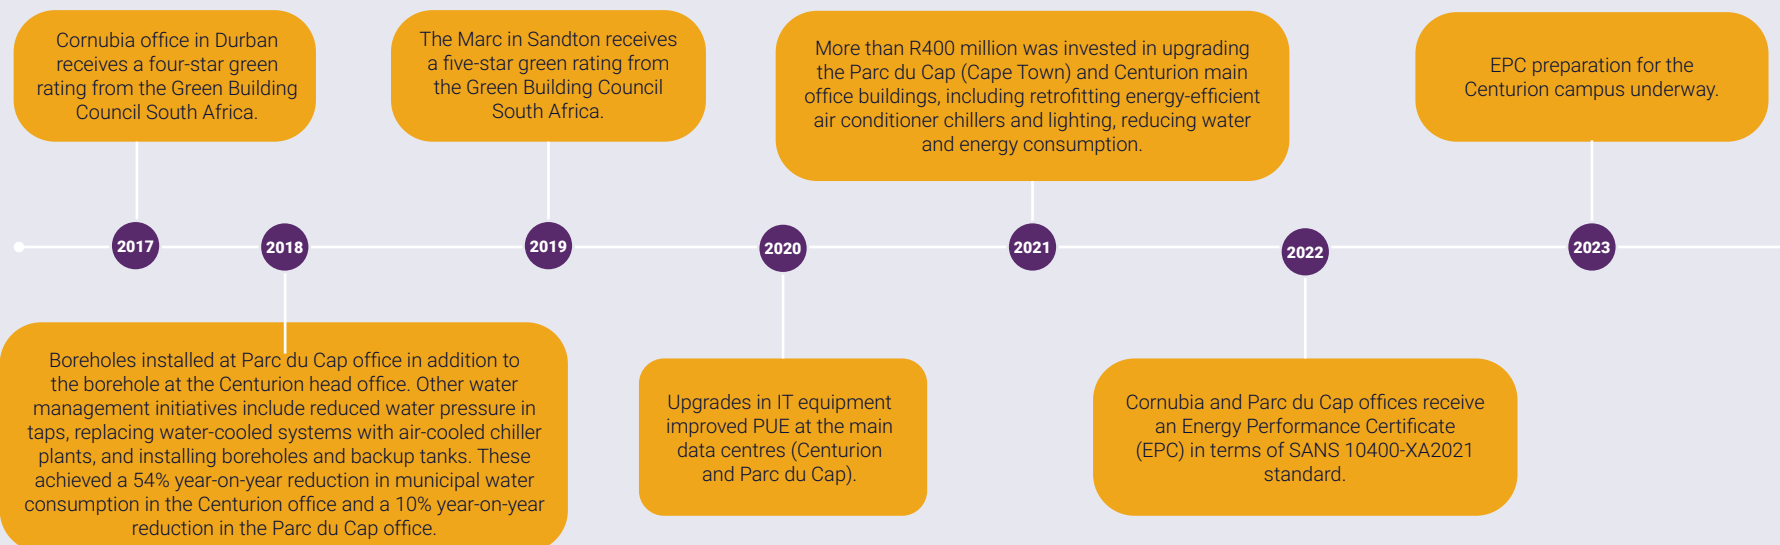 Cornubia office in Durban
receives a four-star green
rating from the Green Building
Council South Africa.
The Marc in Sandton receives
a five-star green rating from
the Green Building Council
South Africa.
More than R400 million was invested in upgrading
the Parc du Cap (Cape Town) and Centurion main
office buildings, including retrofitting energy-efficient
air conditioner chillers and lighting, reducing water
and energy consumption.
EPC preparation for the
Centurion campus underway.
2017
2018
2019
2020
2021
2022
2023
Boreholes installed at Parc du Cap office in addition to
the borehole at the Centurion head office. Other water
management initiatives include reduced water pressure in
taps, replacing water-cooled systems with air-cooled chiller
plants, and installing boreholes and backup tanks. These
achieved a 54% year-on-year reduction in municipal water
consumption in the Centurion office and a 10% year-on-year
reduction in the Parc du Cap office.
Upgrades in IT equipment
improved PUE at the main
data centres (Centurion
and Parc du Cap).
Cornubia and Parc du Cap offices receive
an Energy Performance Certificate
(EPC) in terms of SANS 10400-XA2021
standard.